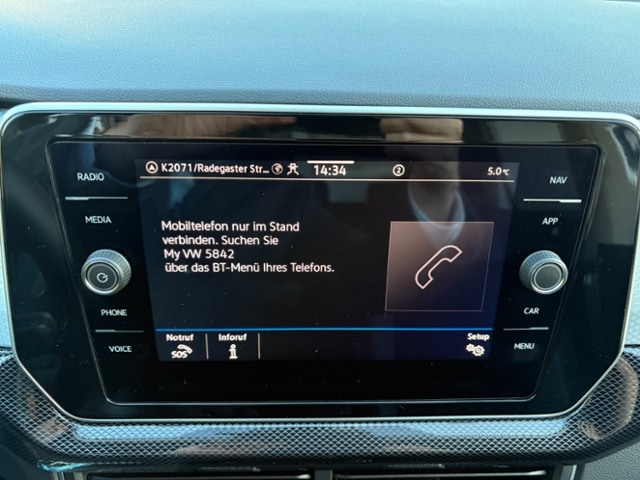 K2071/Radegaster Str... 14:34 2 5.0°C
RADIO
MEDIA
PHONE
VOICE
Mobiltelefon nur im Stand
verbinden. Suchen Sie
My VW 5842
über das BT-Menü Ihres Telefons.
Notruf Inforuf Setup
SOS i
NAV
APP
CAR
MENU